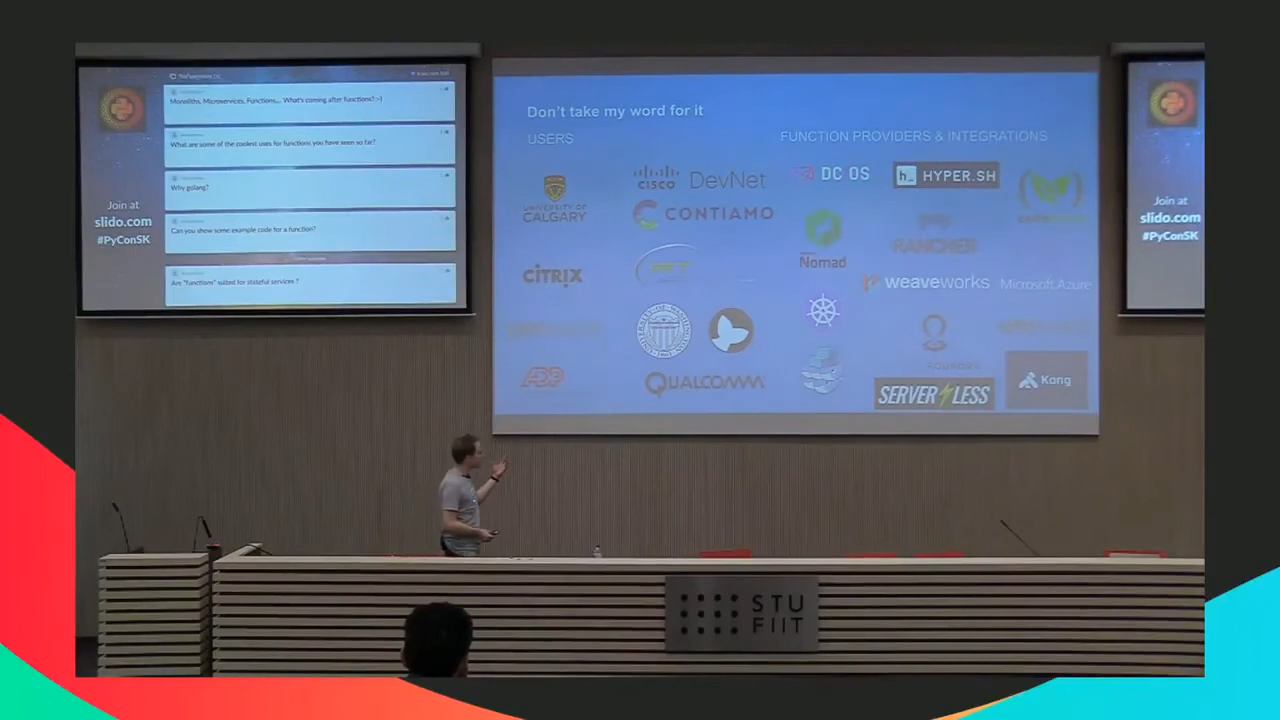 Monoliths, Microservices, Functions,... What's coming after functions? :-)
What are some of the coolest uses for functions you have seen so far?
Why golang?
Can you show some example code for a function?
Are "functions" suited for stateful services ?
Join at
slido.com
#PyConSK
Don't take my word for it
USERS
FUNCTION PROVIDERS & INTEGRATIONS
UNIVERSITY OF
CALGARY
CISCO DevNet
CONTIAMO
CITRIX
ADP
QUALCOMM
DC OS
h_ HYPER.SH
Nomad
RANCHER
weaveworks
Microsoft Azure
FOUNDRY
SERVERLESS
Kong
Join at
slido.com
#PyConSK
STU
FIIT